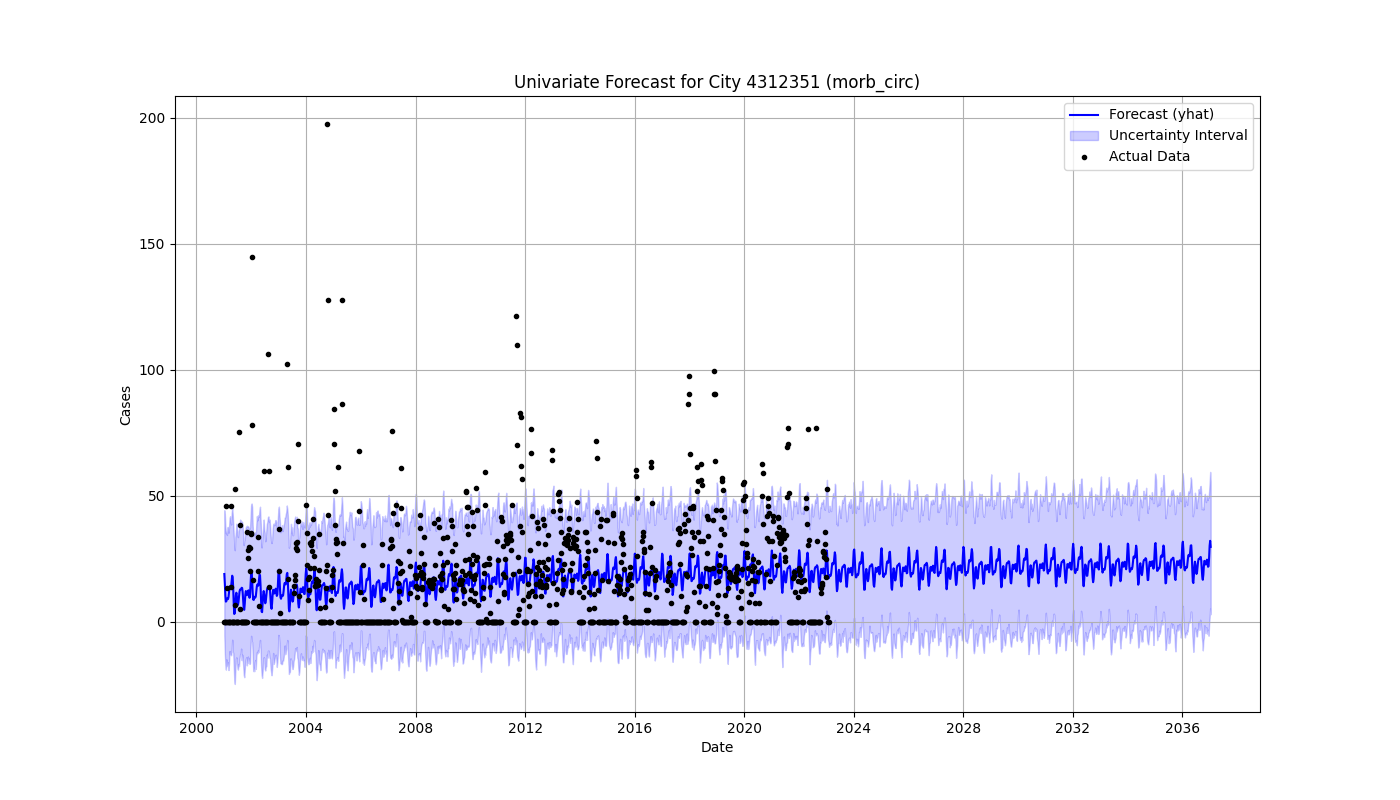 Univariate Forecast for City 4312351 (morb_circ)
Forecast (yhat)
Uncertainty Interval
Actual Data
Cases
200
150
100
50
0
2000 2004 2008 2012 2016 2020 2024 2028 2032 2036
Date